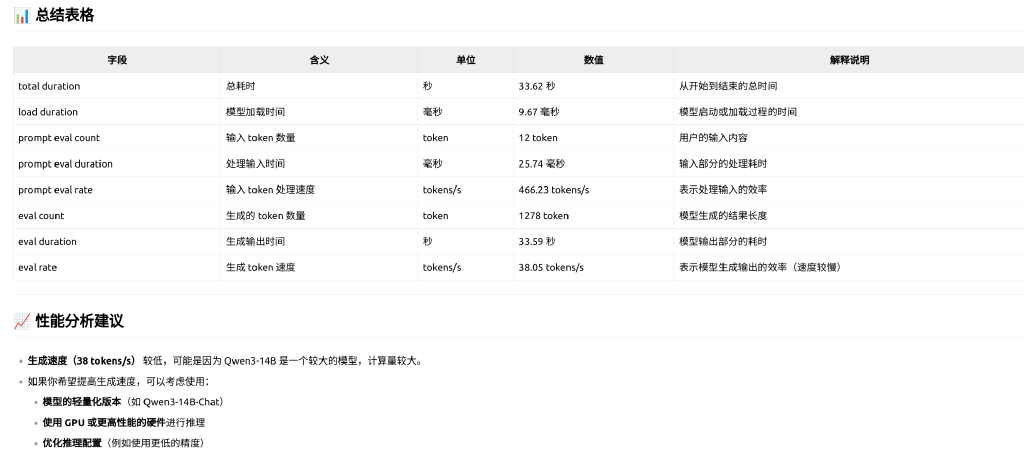 📊 总结表格
字段 含义 单位 数值 解释说明
total duration 总耗时 秒 33.62 秒 从开始到结束的总时间
load duration 模型加载时间 毫秒 9.67 毫秒 模型启动或加载过程的时间
prompt eval count 输入 token 数量 token 12 token 用户的输入内容
prompt eval duration 处理输入时间 毫秒 25.74 毫秒 输入部分的处理耗时
prompt eval rate 输入 token 处理速度 tokens/s 466.23 tokens/s 表示处理输入的效率
eval count 生成的 token 数量 token 1278 token 模型生成的结果长度
eval duration 生成输出时间 秒 33.59 秒 模型输出部分的耗时
eval rate 生成 token 速度 tokens/s 38.05 tokens/s 表示模型生成输出的效率（速度较慢）
📈 性能分析建议
• 生成速度（38 tokens/s） 较低，可能是因为 Qwen3-14B 是一个较大的模型，计算量较大。
• 如果你希望提高生成速度，可以考虑使用：
• 模型的轻量化版本（如 Qwen3-14B-Chat）
• 使用 GPU 或更高性能的硬件进行推理
• 优化推理配置（例如使用更低的精度）